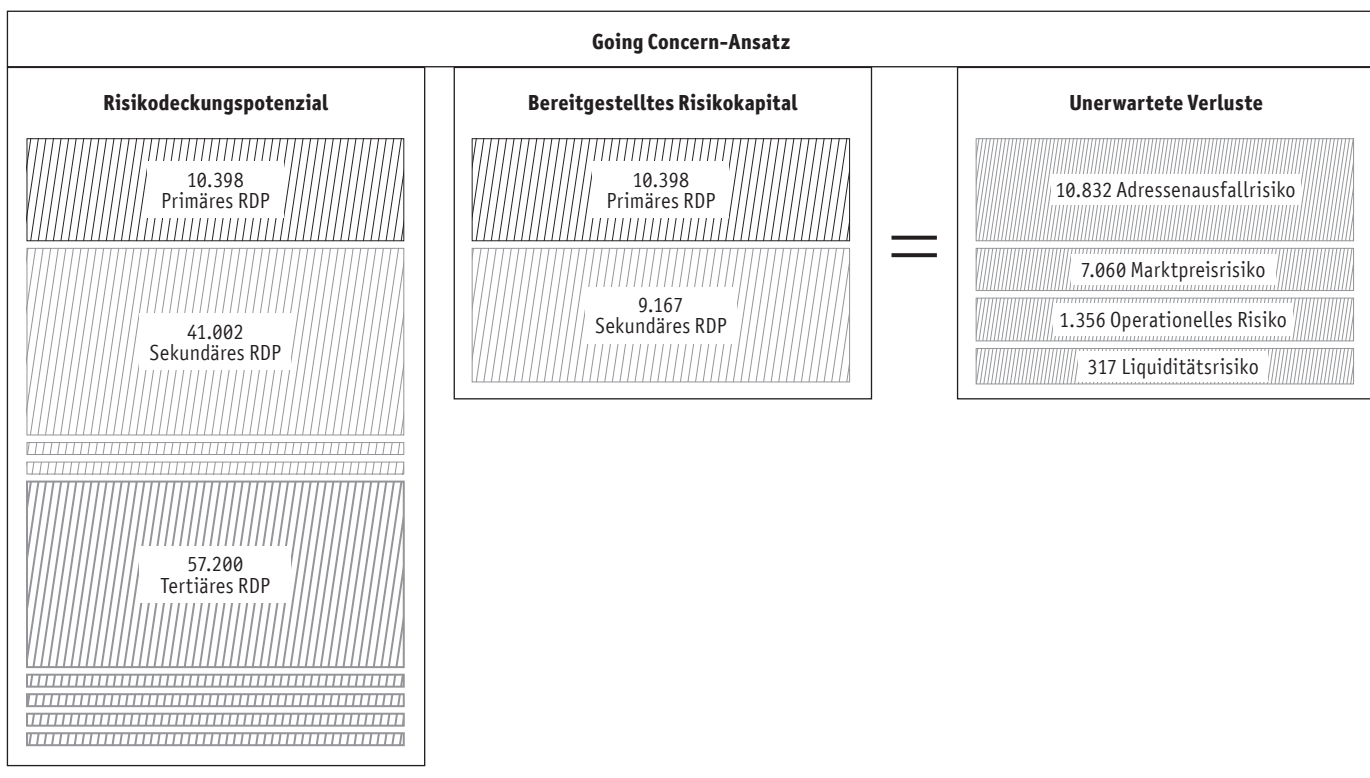 Going Concern-Ansatz
Risikodeckungspotenzial
10.398
Primäres RDP
41.002
Sekundäres RDP
57.200
Tertiäres RDP
Bereitgestelltes Risikokapital
10.398
Primäres RDP
9.167
Sekundäres RDP
=
Unerwartete Verluste
10.832 Adressenausfallrisiko
7.060 Marktpreisrisiko
1.356 Operationelles Risiko
317 Liquiditätsrisiko